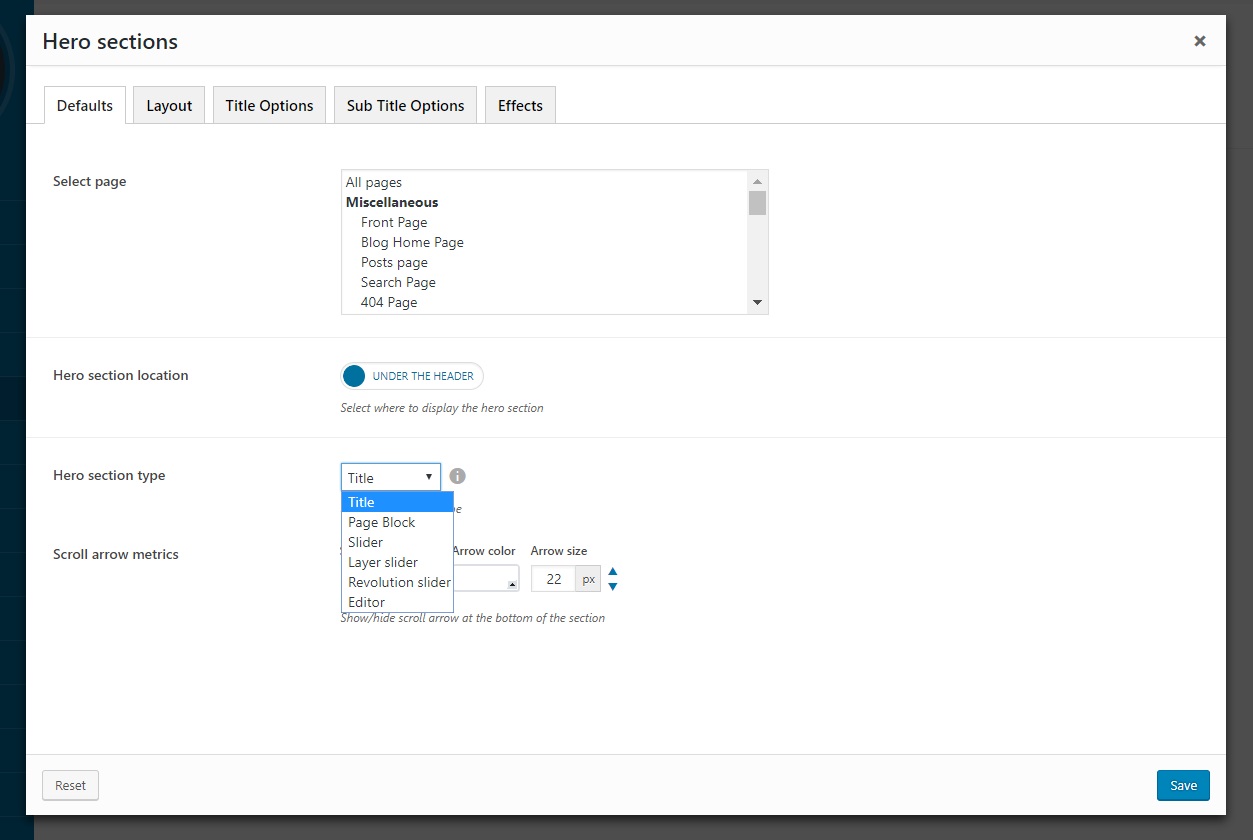 Hero sections
Defaults Layout Title Options Sub Title Options Effects
Select page
All pages
Miscellaneous
Front Page
Blog Home Page
Posts page
Search Page
404 Page
Hero section location
UNDER THE HEADER
Select where to display the hero section
Hero section type
Title
Title
Page Block
Slider
Layer slider
Revolution slider
Editor
Scroll arrow metrics
Arrow color Arrow size
22 px
Show/hide scroll arrow at the bottom of the section
Reset Save